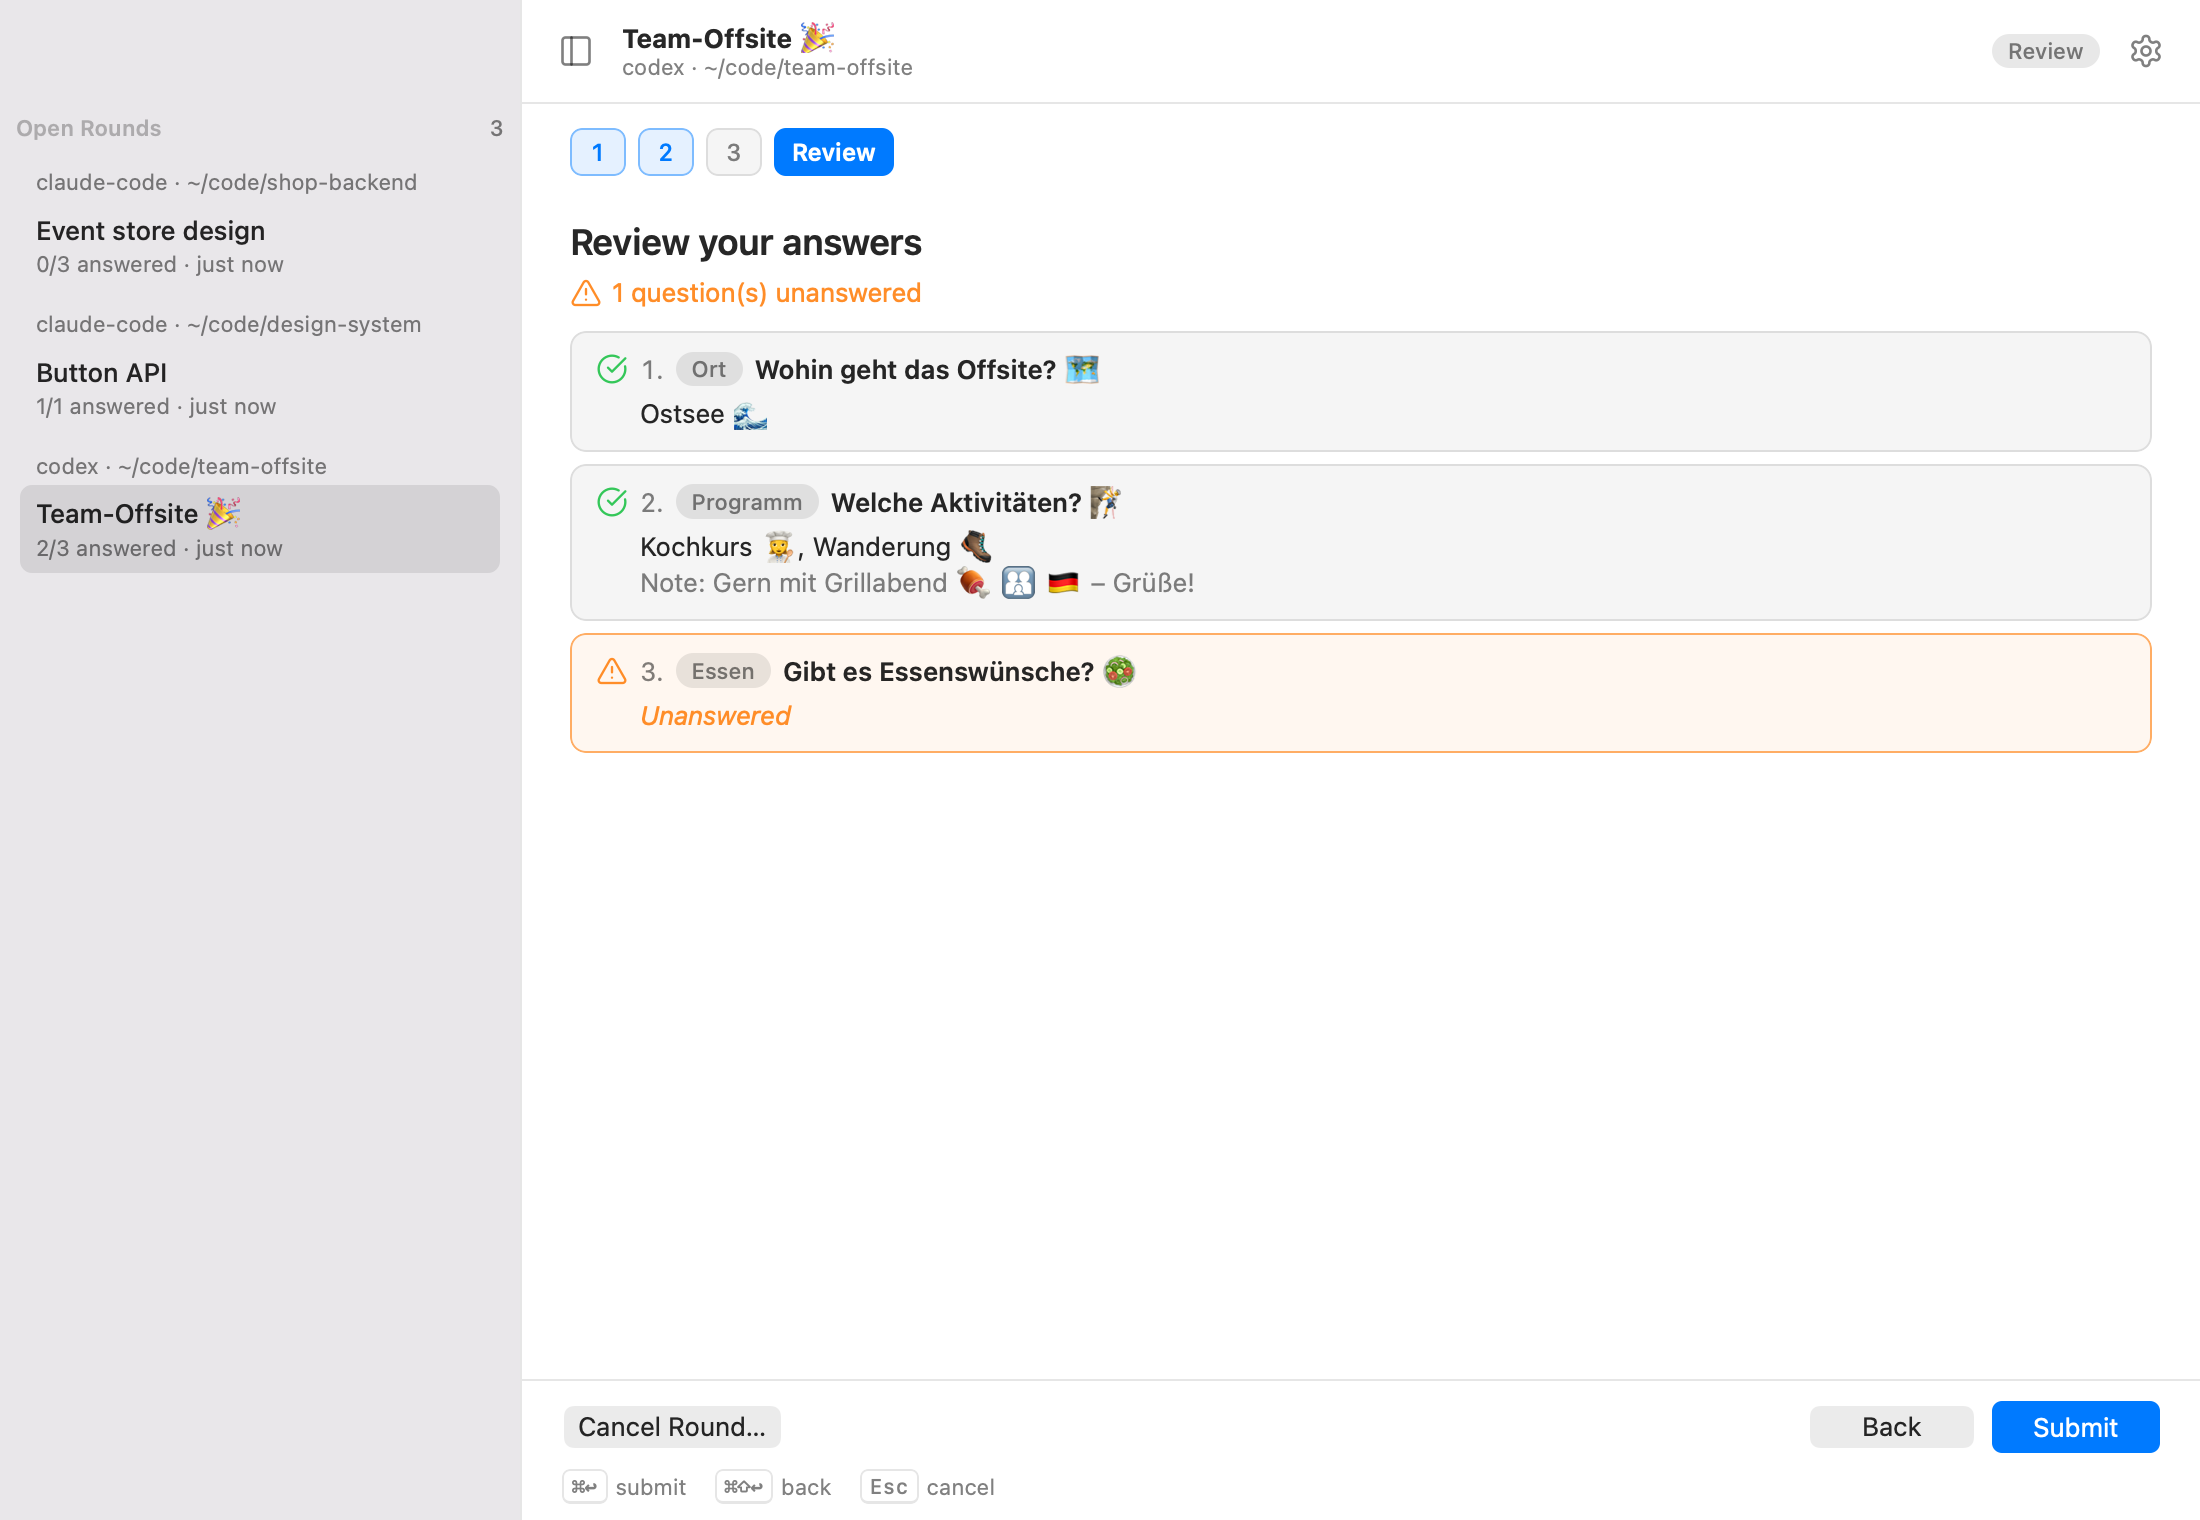 Open Rounds 3
claude-code · ~/code/shop-backend
Event store design
0/3 answered · just now
claude-code · ~/code/design-system
Button API
1/1 answered · just now
codex · ~/code/team-offsite
Team-Offsite 🎉
2/3 answered · just now
Team-Offsite 🎉
codex · ~/code/team-offsite
Review
1 2 3 Review
Review your answers
1 question(s) unanswered
1. Ort Wohin geht das Offsite? 🗺️
Ostsee 🌊
2. Programm Welche Aktivitäten? 🧗
Kochkurs 🧑‍🍳, Wanderung 🥾
Note: Gern mit Grillabend 🍖 👨‍👩‍👦 🇩🇪 – Grüße!
3. Essen Gibt es Essenswünsche? 🥗
Unanswered
Cancel Round... Back Submit
⌘↩ submit ⌘⇧↩ back Esc cancel